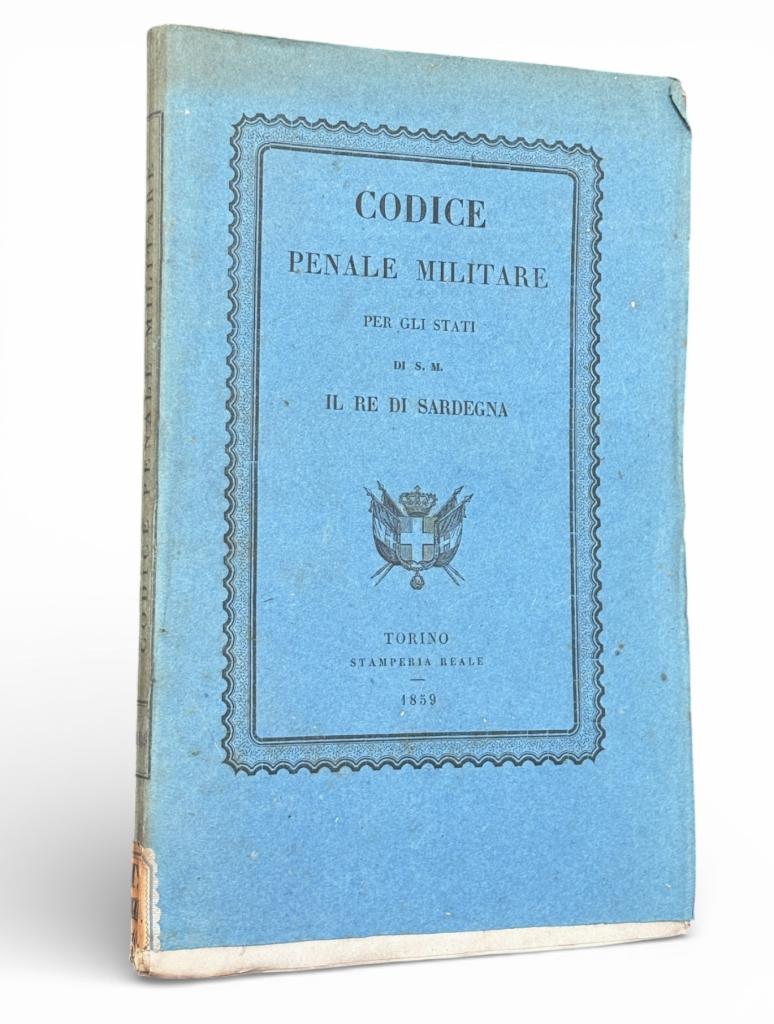 CODICE
PENALE MILITARE
PER GLI STATI
DI S. M.
IL RE DI SARDEGNA
TORINO
STAMPERIA REALE
1859
CODICE PENALE MILITARE